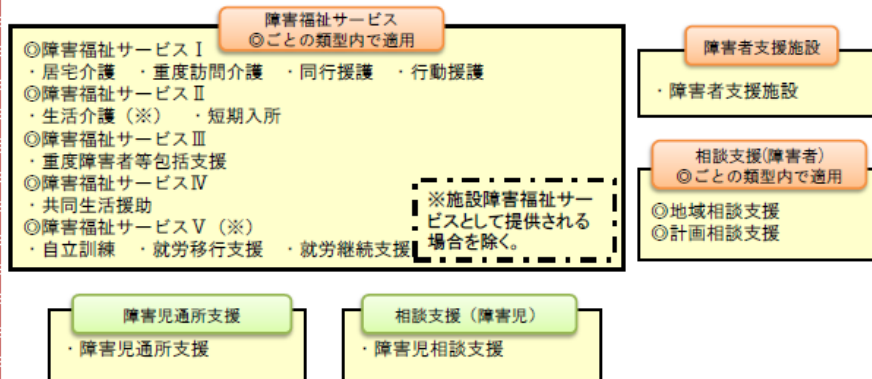 障害福祉サービス
◎ごとの類型内で適用
◎障害福祉サービスⅠ
・居宅介護 ・重度訪問介護 ・同行援護 ・行動援護
◎障害福祉サービスⅡ
・生活介護（※） ・短期入所
◎障害福祉サービスⅢ
・重度障害者等包括支援
◎障害福祉サービスⅣ
・共同生活援助
◎障害福祉サービスⅤ（※）
・自立訓練 ・就労移行支援 ・就労継続支援
※施設障害福祉サー
ビスとして提供される
場合を除く。
障害者支援施設
・障害者支援施設
相談支援(障害者)
◎ごとの類型内で適用
◎地域相談支援
◎計画相談支援
障害児通所支援
・障害児通所支援
相談支援（障害児）
・障害児相談支援